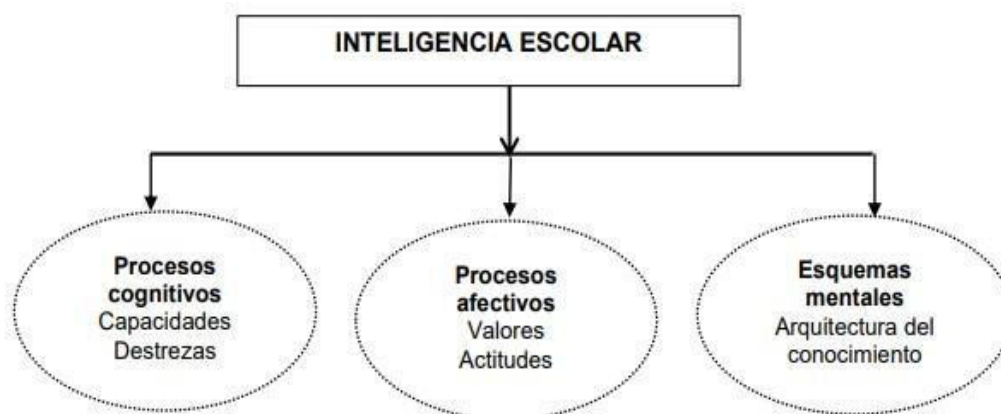 INTELIGENCIA ESCOLAR
Procesos
cognitivos
Capacidades
Destrezas
Procesos
afectivos
Valores
Actitudes
Esquemas
mentales
Arquitectura del
conocimiento